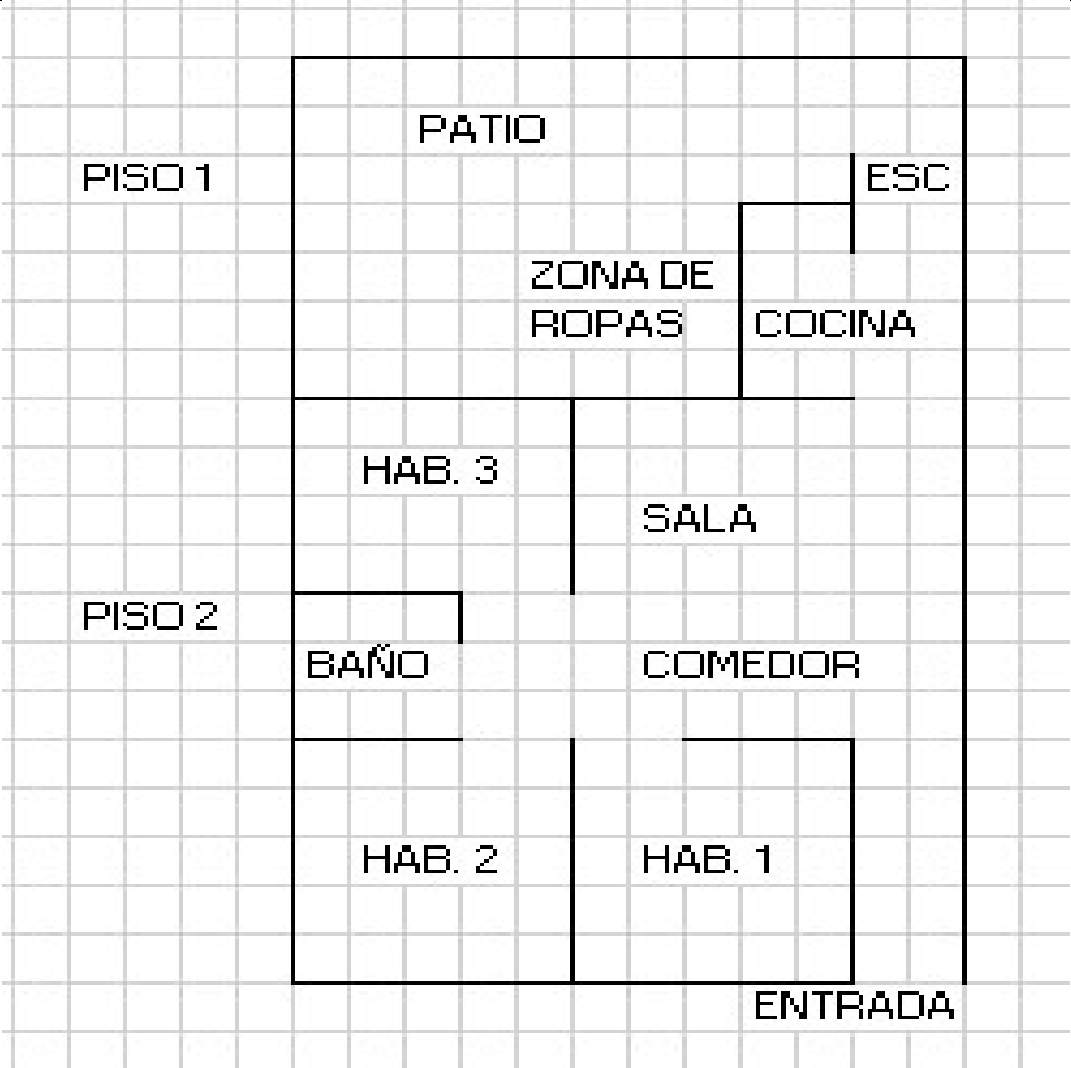 PATIO
PISO 1
ESC
ZONA DE
ROPAS
COCINA
HAB. 3
SALA
PISO 2
BAÑO
COMEDOR
HAB. 2
HAB. 1
ENTRADA